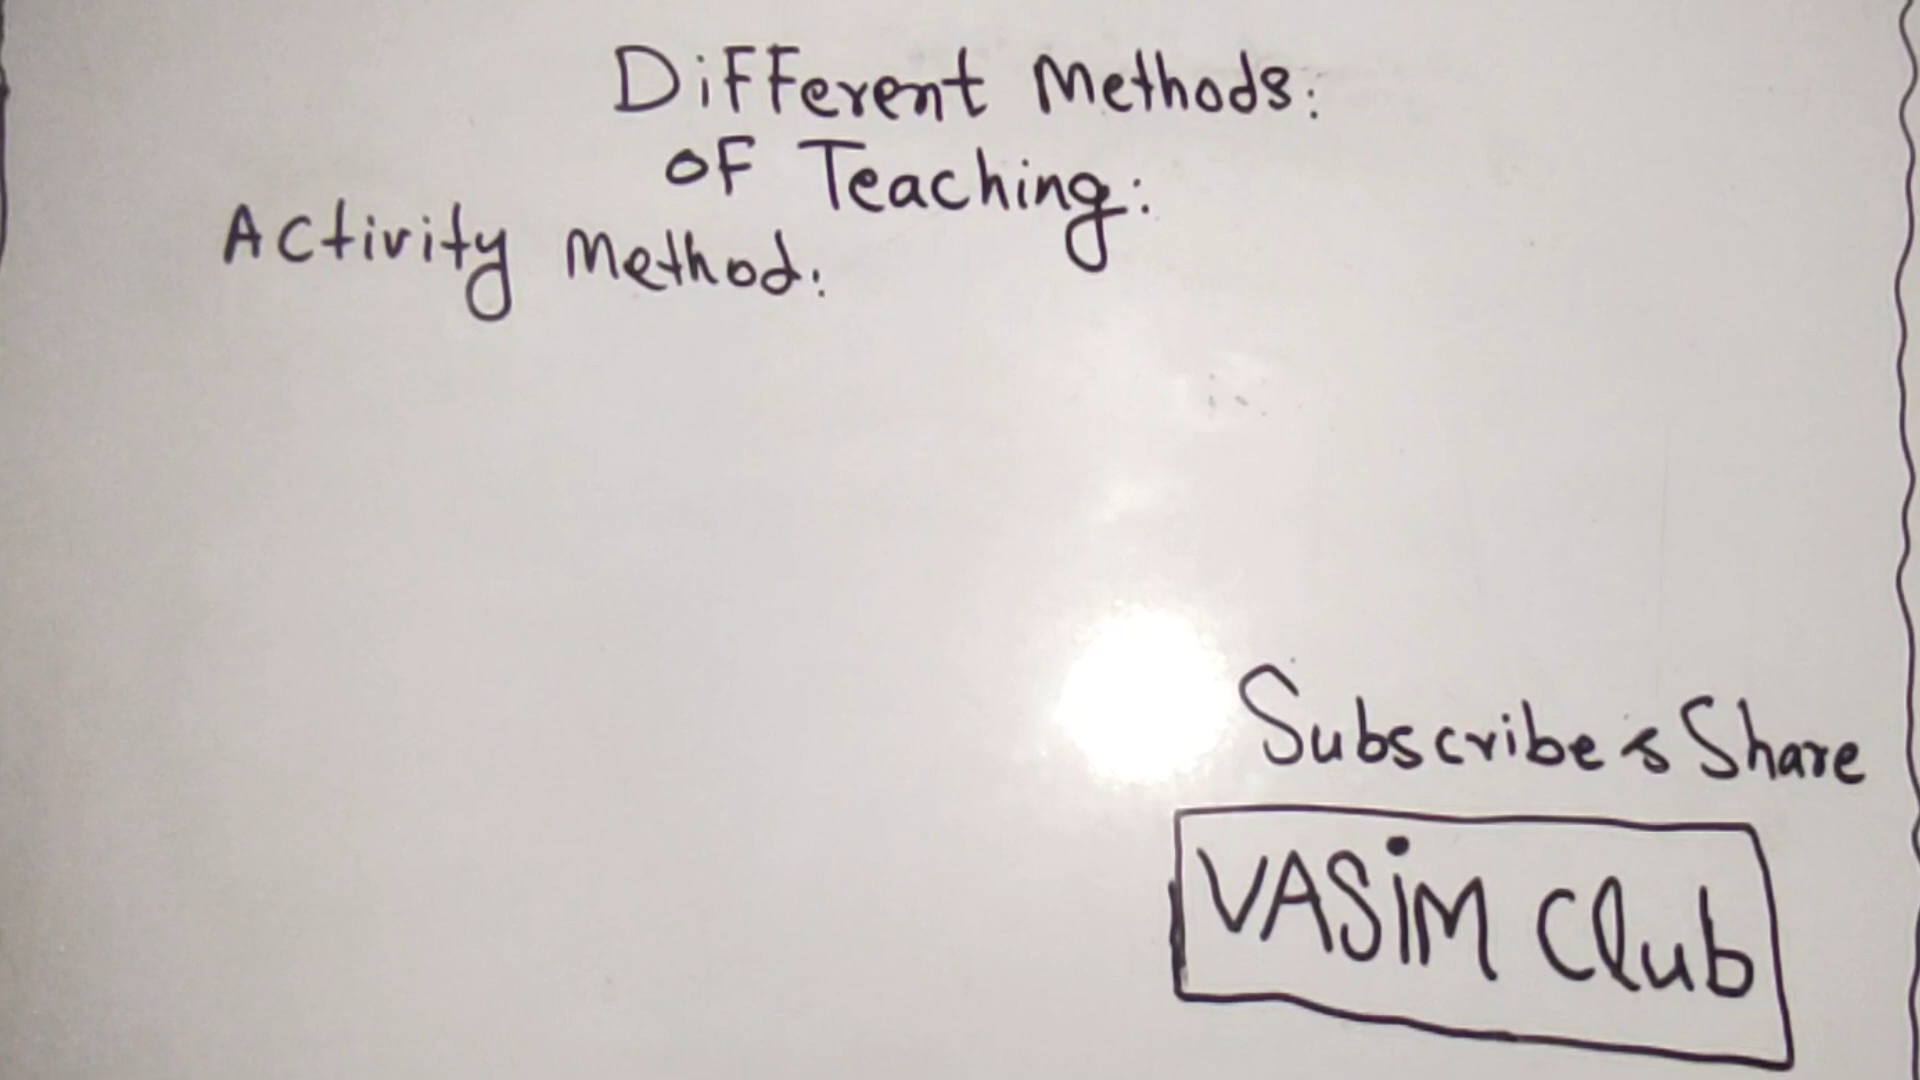 Different Methods:
of Teaching:
Activity Method:
Subscribe & Share
VASiM Club